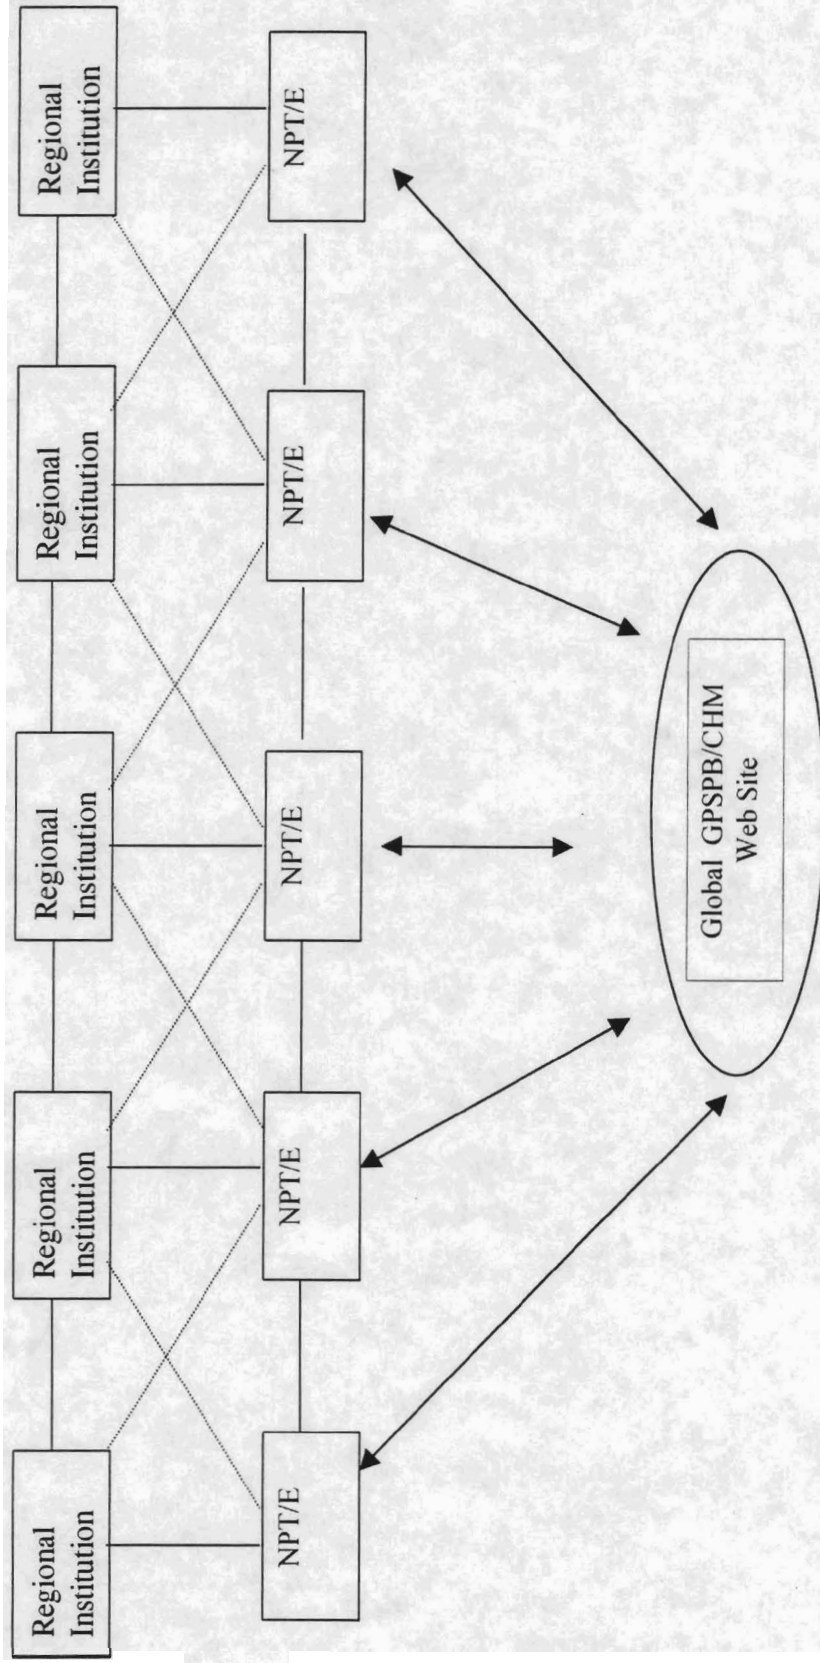 Regional
Institution
Regional
Institution
Regional
Institution
Regional
Institution
Regional
Institution
NPT/E
NPT/E
NPT/E
NPT/E
NPT/E
Global GPSPB/CHM
Web Site